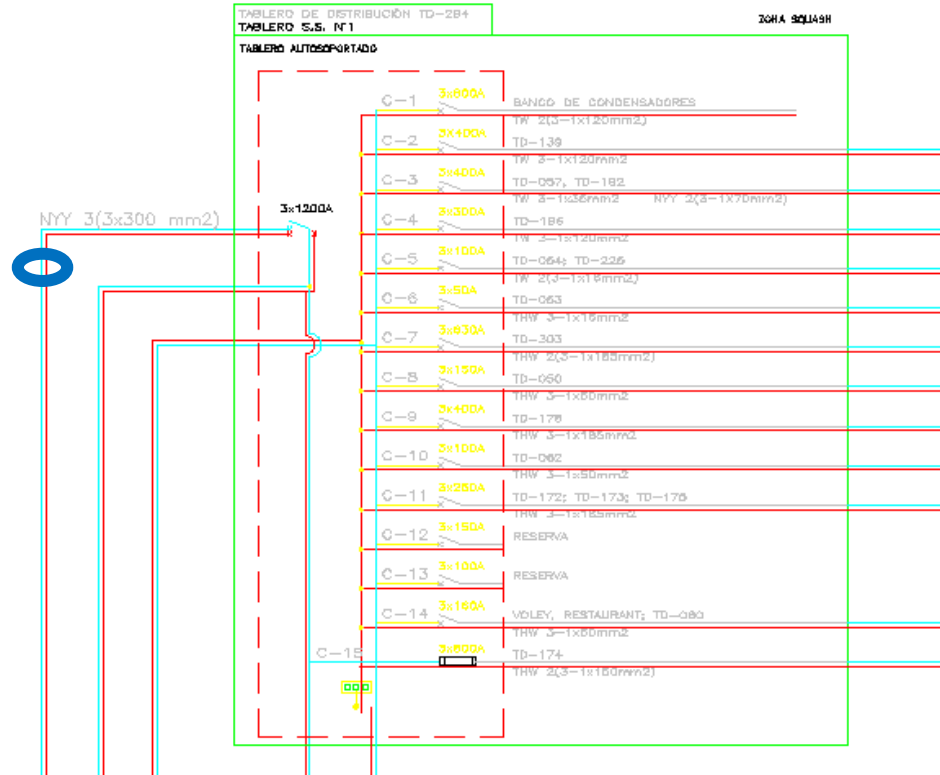 TABLERO DE DISTRIBUCIÓN TD-284
TABLERO S.S. N°1
ZONA SQUASH
TABLERO AUTOSOPORTADO
C-1 3x800A BANCO DE CONDENSADORES
TW 2(3-1x120mm2)
C-2 3x400A TD-139
TW 3-1x120mm2
C-3 3x400A TD-057; TD-182
TW 3-1x35mm2 NYY 2(3-1x70mm2)
3x1200A
NYY 3(3x300 mm2)
C-4 3x300A TD-186
TW 3-1x120mm2
C-5 3x100A TD-064; TD-226
TW 2(3-1x16mm2)
C-6 3x50A TD-063
THW 3-1x16mm2
C-7 3x630A TD-303
THW 2(3-1x185mm2)
C-8 3x150A TD-050
THW 3-1x50mm2
C-9 3x400A TD-176
THW 3-1x185mm2
C-10 3x100A TD-062
THW 3-1x50mm2
C-11 3x250A TD-172; TD-173; TD-175
THW 3-1x185mm2
C-12 3x150A RESERVA
C-13 3x100A RESERVA
C-14 3x160A VOLEY, RESTAURANT; TD-080
THW 3-1x50mm2
C-15 3x800A TD-174
THW 2(3-1x150mm2)